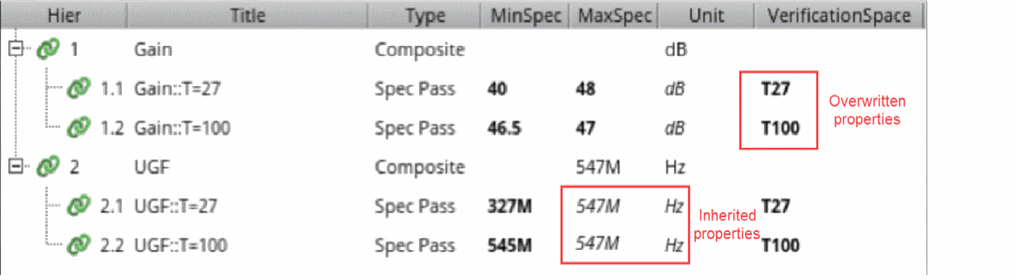 Hier Title Type MinSpec MaxSpec Unit VerificationSpace
1 Gain Composite dB
1.1 Gain::T=27 Spec Pass 40 48 dB T27
Overwritten
properties
1.2 Gain::T=100 Spec Pass 46.5 47 dB T100
2 UGF Composite 547M Hz
2.1 UGF::T=27 Spec Pass 327M 547M Hz T27
Inherited
properties
2.2 UGF::T=100 Spec Pass 545M 547M Hz T100